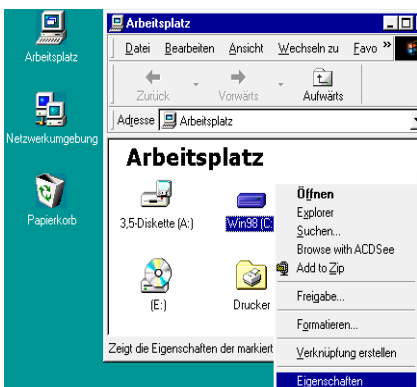 Arbeitsplatz
Netzwerkumgebung
Papierkorb
Arbeitsplatz
Datei Bearbeiten Ansicht Wechseln zu Favo »
Zurück Vorwärts Aufwärts
Adresse Arbeitsplatz
Arbeitsplatz
3,5-Diskette (A:) Win98 (C:
(E:) Drucker
Öffnen
Explorer
Suchen...
Browse with ACDSee
Add to Zip
Freigabe...
Formatieren...
Verknüpfung erstellen
Eigenschaften
Zeigt die Eigenschaften der markiert